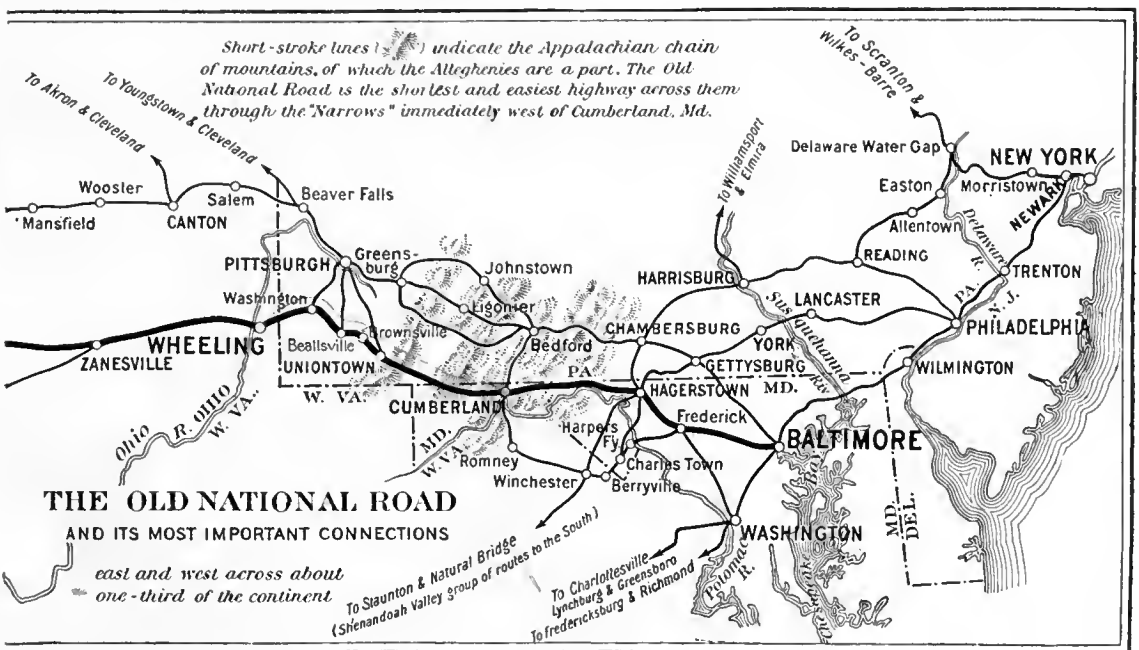 Short-stroke lines ( ) indicate the Appalachian chain
of mountains, of which the Alleghenies are a part. The Old
National Road is the shortest and easiest highway across them
through the "Narrows" immediately west of Cumberland, Md.
To Scranton &
Wilkes-Barre
To Akron & Cleveland
To Youngstown & Cleveland
To Williamsport
& Elmira
Delaware Water Gap
NEW YORK
Morristown
NEWARK
Easton
Allentown
Delaware
R.
Wooster
Salem
Beaver Falls
Mansfield
CANTON
PITTSBURGH
Greens-
burg
Johnstown
HARRISBURG
READING
TRENTON
PA.
N. J.
Washington
Ligonier
LANCASTER
Susquehanna
Riv
PHILADELPHIA
WHEELING
Beallsville
Brownsville
Bedford
CHAMBERSBURG
YORK
ZANESVILLE
UNIONTOWN
GETTYSBURG
WILMINGTON
W. VA.
PA.
MD.
CUMBERLAND
HAGERSTOWN
Frederick
Ohio
R.
OHIO
W. VA.
MD.
W. VA.
Harpers
Fy.
BALTIMORE
Romney
Charles Town
Winchester
Berryville
Bay
THE OLD NATIONAL ROAD
AND ITS MOST IMPORTANT CONNECTIONS
WASHINGTON
MD.
DEL.
east and west across about
one-third of the continent
To Staunton & Natural Bridge
(Shenandoah Valley group of routes to the South)
To Charlottesville
Lynchburg & Greensboro
To Fredericksburg & Richmond
Potomac
R.
Chesapeake